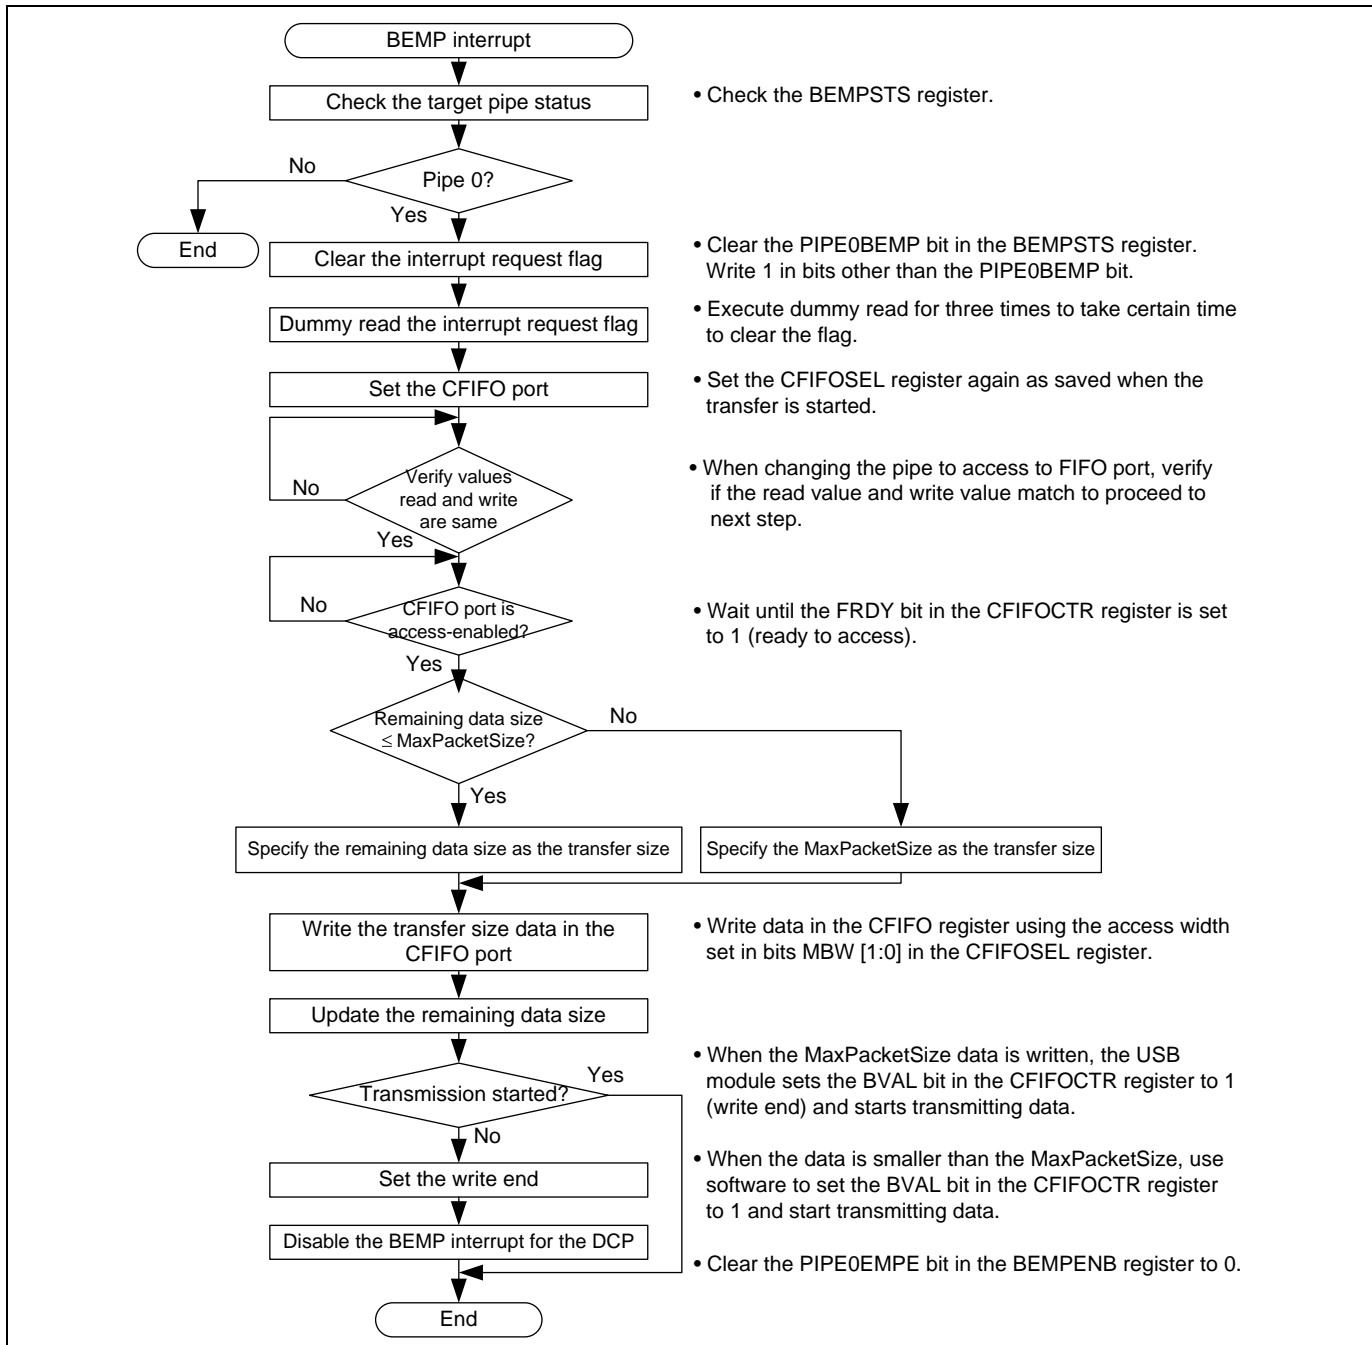 BEMP interrupt
Check the target pipe status
• Check the BEMPSTS register.
No
Pipe 0?
Yes
End
Clear the interrupt request flag
• Clear the PIPE0BEMP bit in the BEMPSTS register.
Write 1 in bits other than the PIPE0BEMP bit.
Dummy read the interrupt request flag
• Execute dummy read for three times to take certain time
to clear the flag.
Set the CFIFO port
• Set the CFIFOSEL register again as saved when the
transfer is started.
No
Verify values
read and write
are same
Yes
• When changing the pipe to access to FIFO port, verify
if the read value and write value match to proceed to
next step.
No
CFIFO port is
access-enabled?
Yes
• Wait until the FRDY bit in the CFIFOCTR register is set
to 1 (ready to access).
Remaining data size
≤ MaxPacketSize?
No
Yes
Specify the remaining data size as the transfer size
Specify the MaxPacketSize as the transfer size
Write the transfer size data in the
CFIFO port
• Write data in the CFIFO register using the access width
set in bits MBW [1:0] in the CFIFOSEL register.
Update the remaining data size
Transmission started?
Yes
No
• When the MaxPacketSize data is written, the USB
module sets the BVAL bit in the CFIFOCTR register to 1
(write end) and starts transmitting data.
Set the write end
• When the data is smaller than the MaxPacketSize, use
software to set the BVAL bit in the CFIFOCTR register
to 1 and start transmitting data.
Disable the BEMP interrupt for the DCP
• Clear the PIPE0EMPE bit in the BEMPENB register to 0.
End